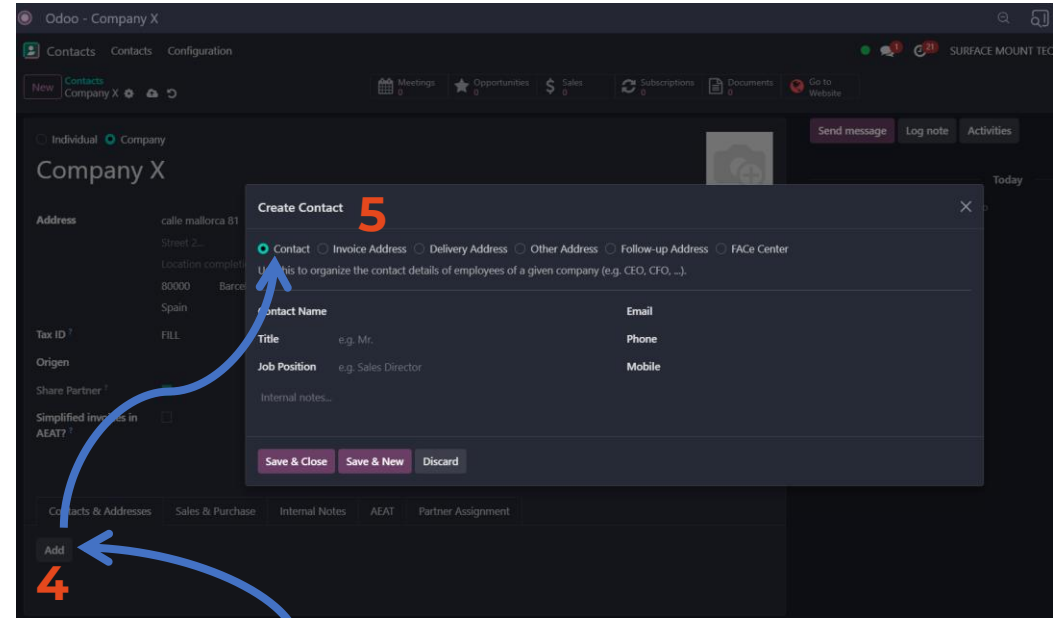 Odoo - Company X
Contacts Contacts Configuration
1 21 SURFACE MOUNT TEC
New Contacts Company X
Meetings 0 Opportunities 0 Sales 0 Subscriptions 0 Documents 0 Go to Website
Individual Company
Send message Log note Activities
Company X
Today
Create Contact
5
Address calle mallorca 81
Contact Invoice Address Delivery Address Other Address Follow-up Address FACe Center
Street 2...
to organize the contact details of employees of a given company (e.g. CEO, CFO, ...).
Location
80000
Spain
Contact Name Email
Tax ID ? FILL
Title e.g. Mr. Phone
Origen
Job Position e.g. Sales Director Mobile
Share Partner ?
Internal notes...
Simplified invoices in
AEAT? ?
Save & Close Save & New Discard
Contacts & Addresses Sales & Purchase Internal Notes AEAT Partner Assignment
Add
4